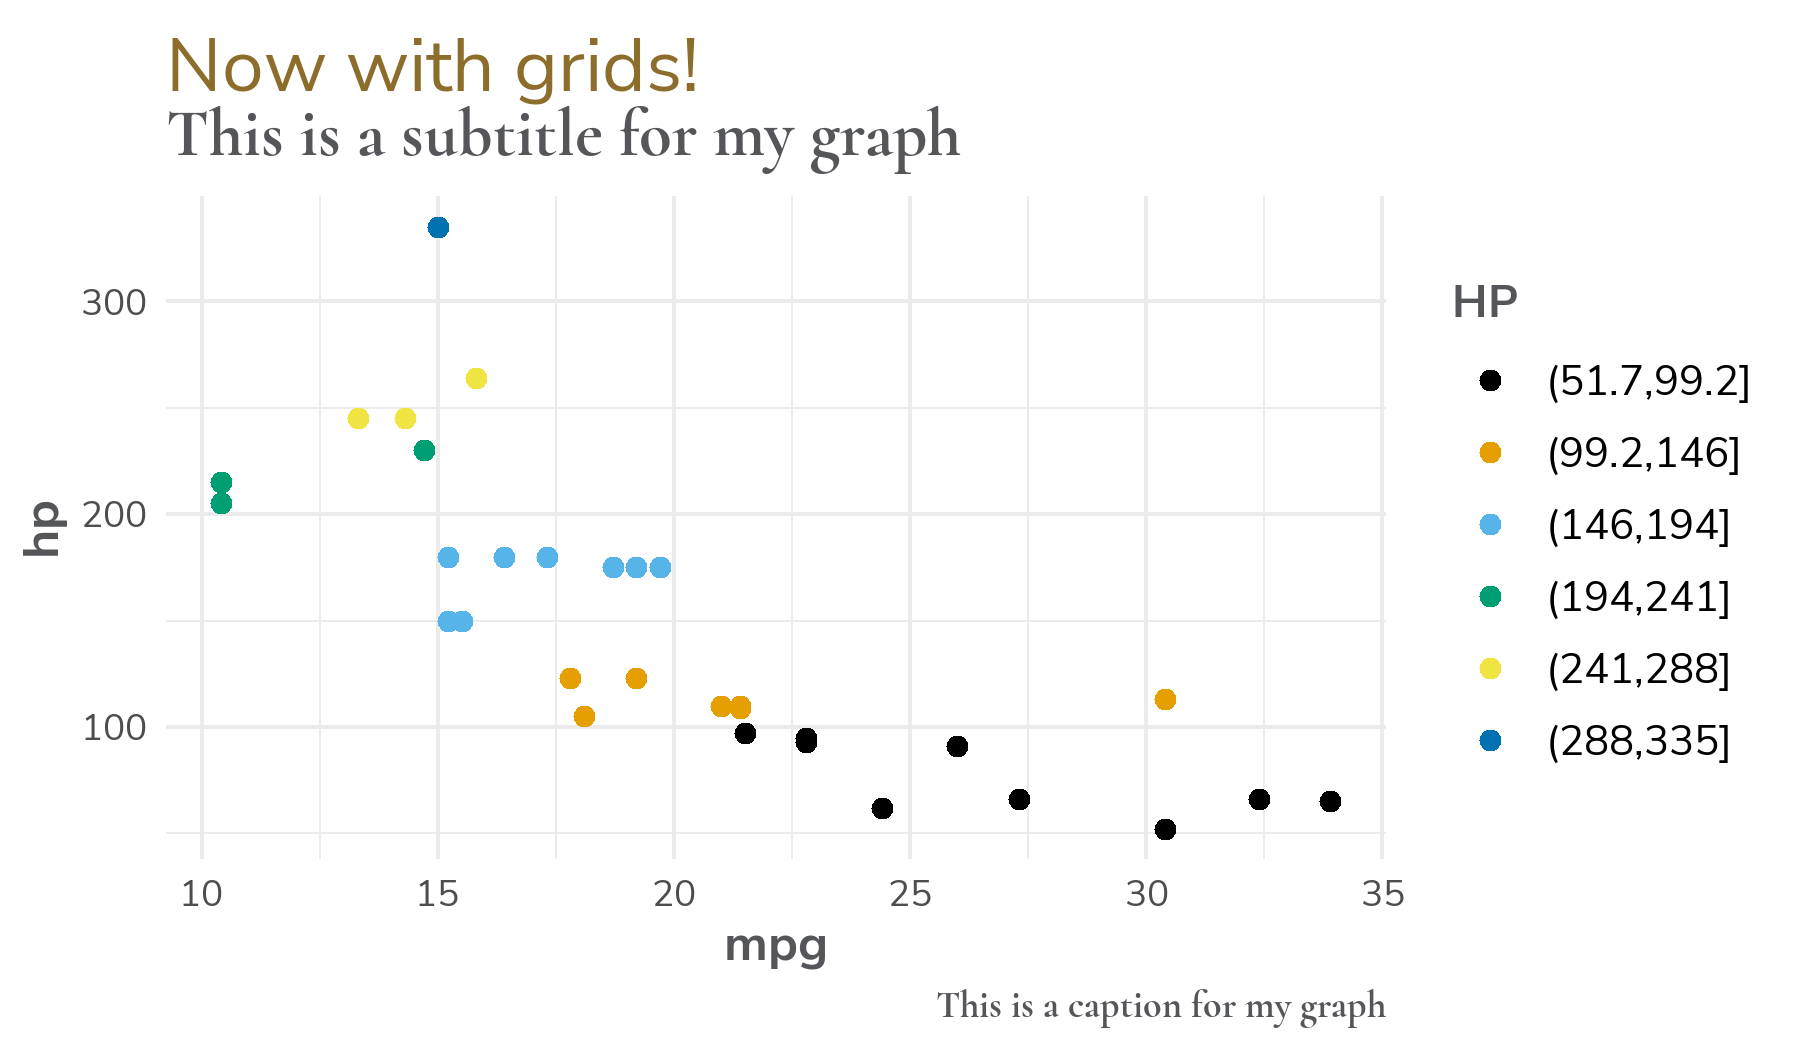 Now with grids!
This is a subtitle for my graph
300
200
100
hp
10 15 20 25 30 35
mpg
HP
(51.7,99.2]
(99.2,146]
(146,194]
(194,241]
(241,288]
(288,335]
This is a caption for my graph